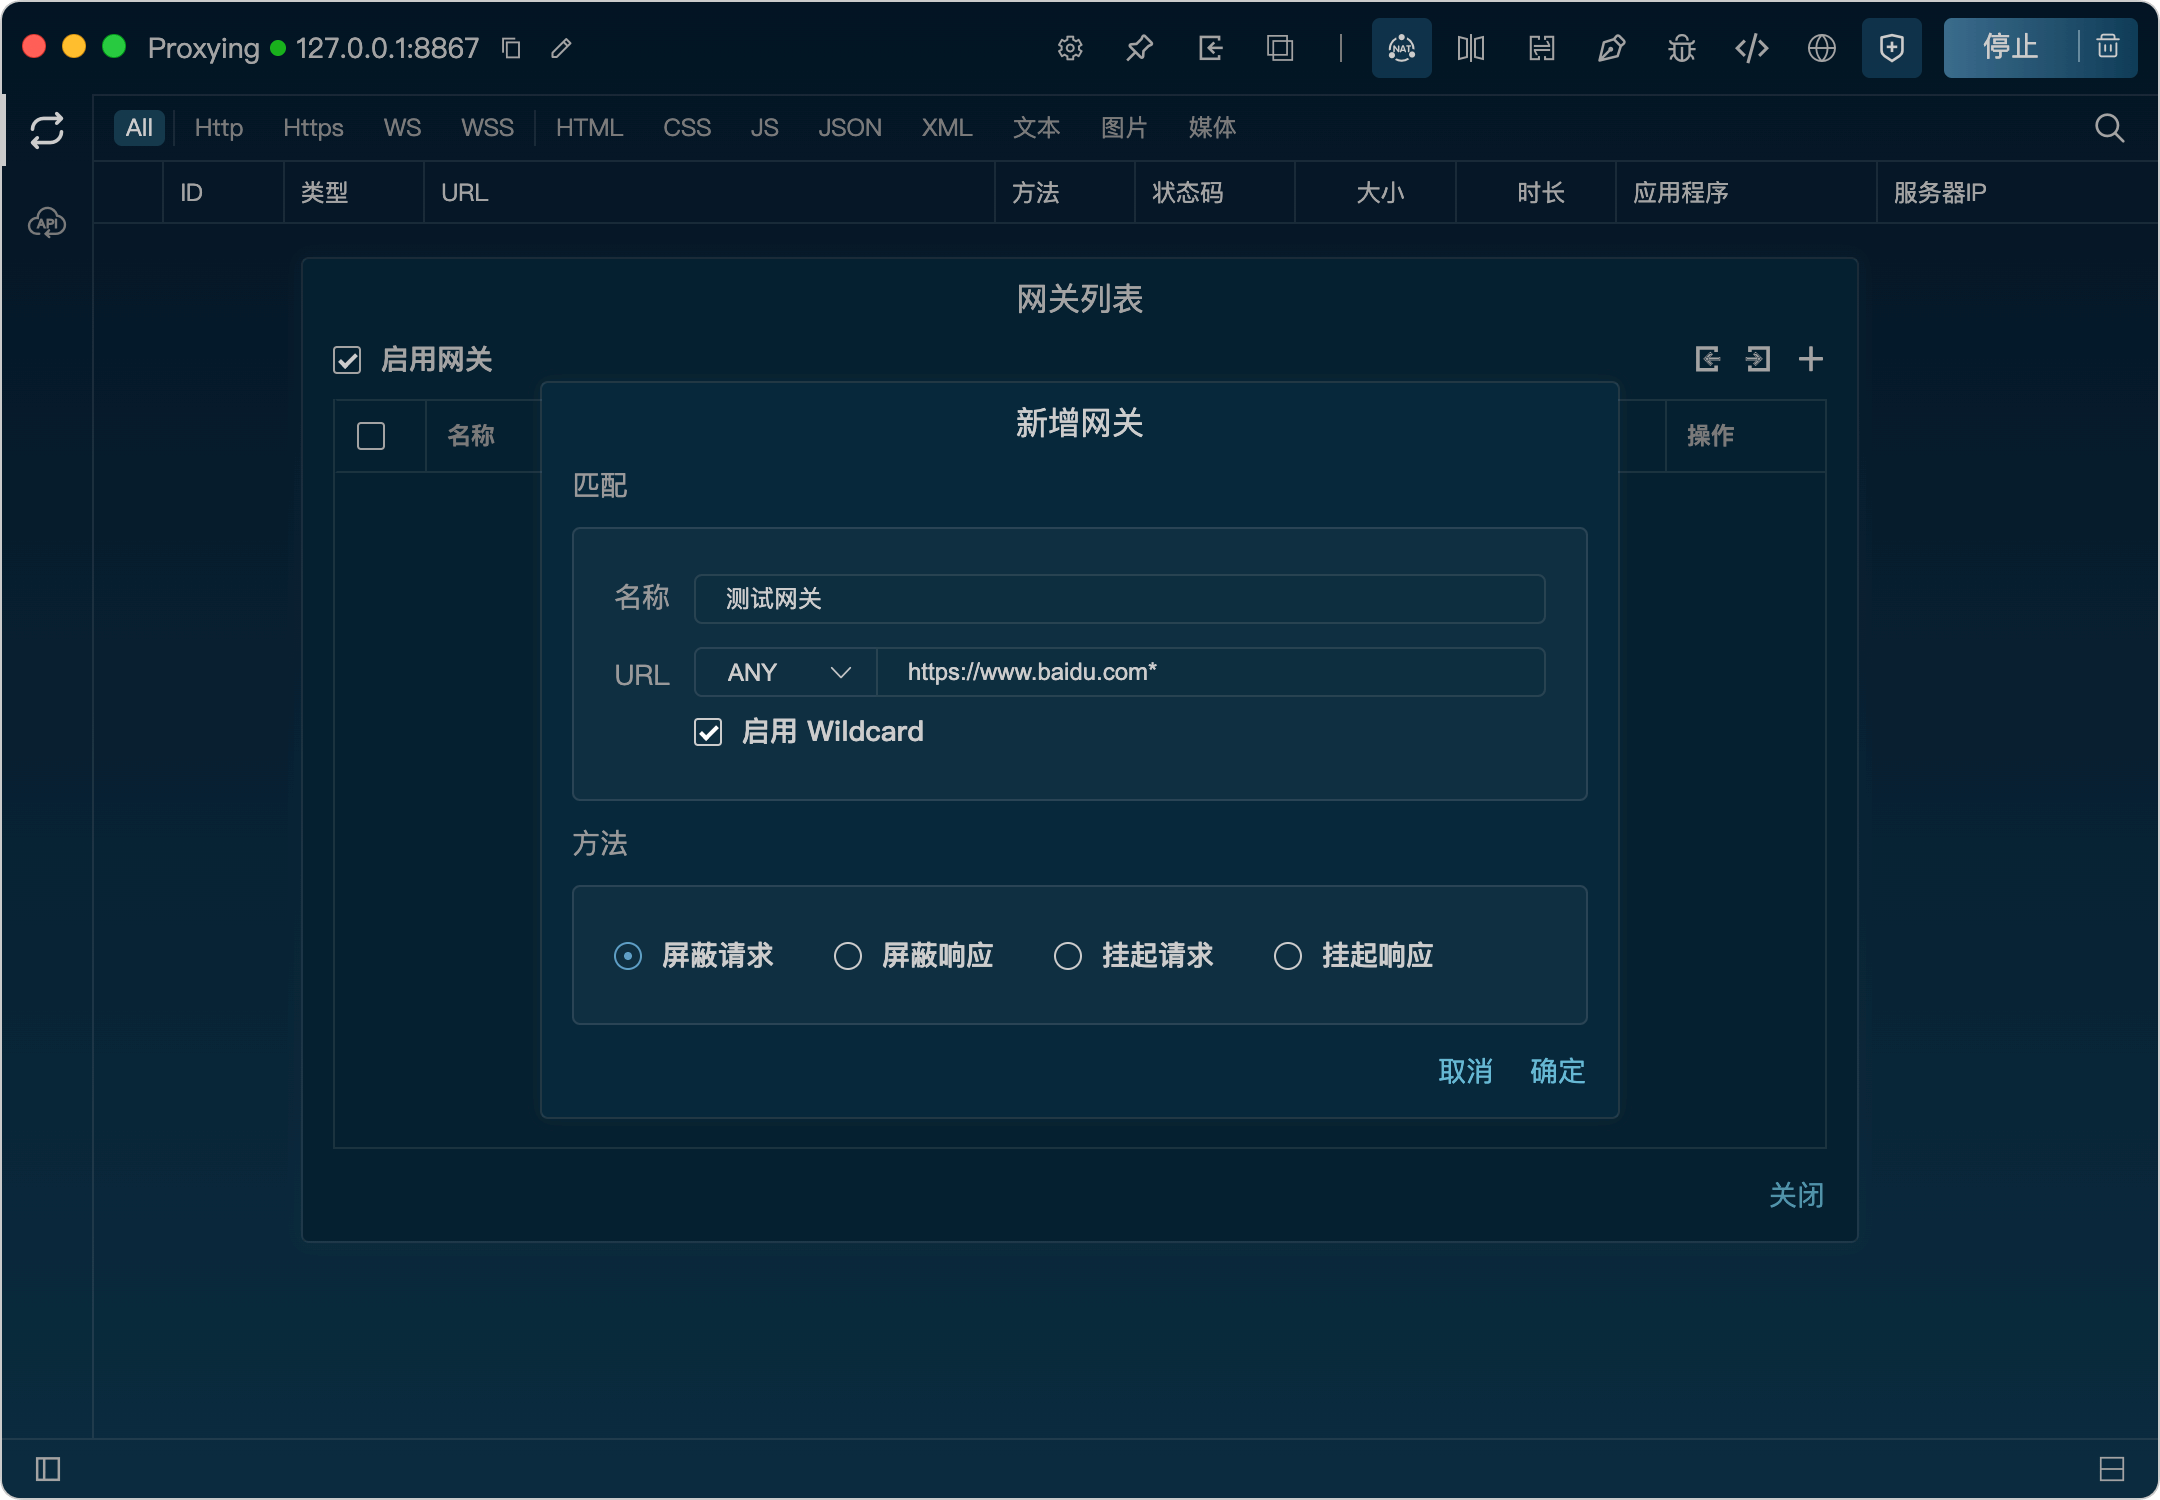 Proxying 127.0.0.1:8867
NAT
停止
All Http Https WS WSS HTML CSS JS JSON XML 文本 图片 媒体
ID 类型 URL 方法 状态码 大小 时长 应用程序 服务器IP
API
网关列表
启用网关
名称 操作
新增网关
匹配
名称 测试网关
URL ANY https://www.baidu.com*
启用 Wildcard
方法
屏蔽请求 屏蔽响应 挂起请求 挂起响应
取消 确定
关闭